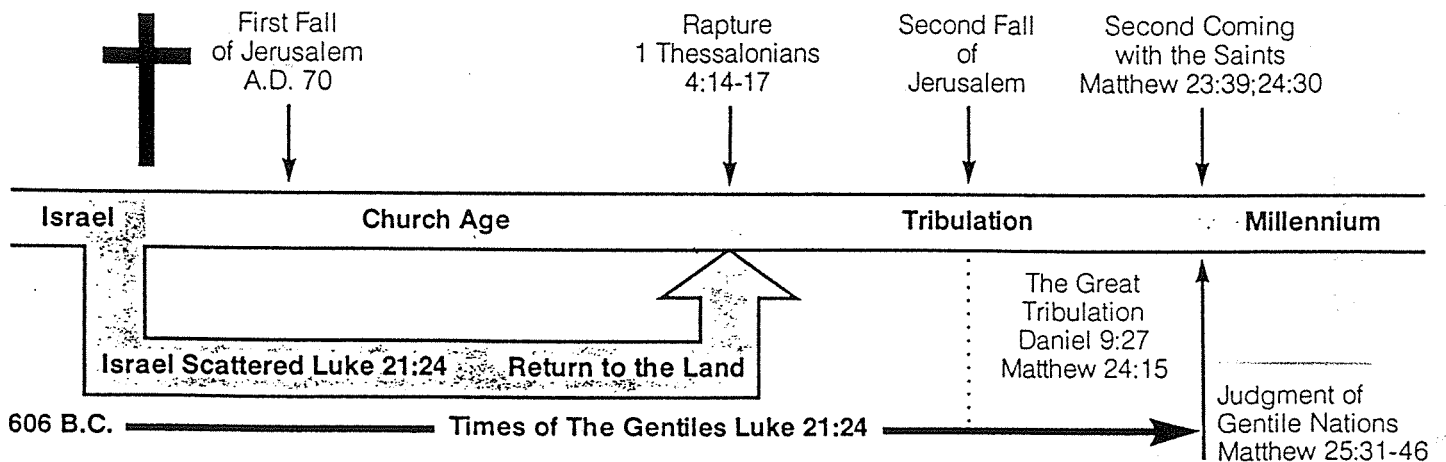 First Fall
of Jerusalem
A.D. 70
Rapture
1 Thessalonians
4:14-17
Second Fall
of
Jerusalem
Second Coming
with the Saints
Matthew 23:39;24:30
Israel
Church Age
Tribulation
Millennium
The Great
Tribulation
Daniel 9:27
Matthew 24:15
Israel Scattered Luke 21:24 Return to the Land
Judgment of
Gentile Nations
Matthew 25:31-46
606 B.C. Times of The Gentiles Luke 21:24